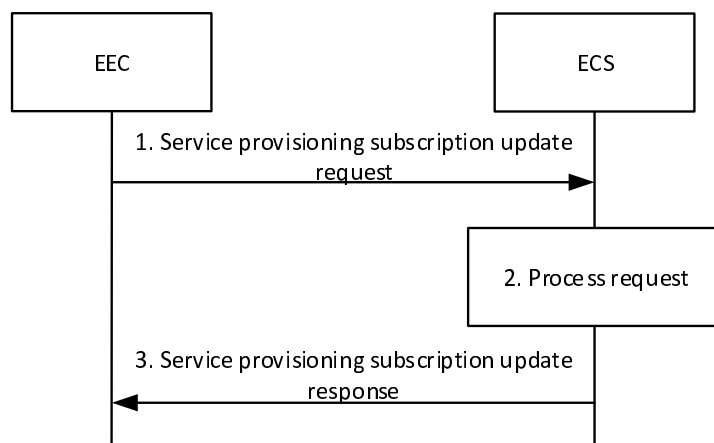 EEC
ECS
1. Service provisioning subscription update
request
2. Process request
3. Service provisioning subscription update
response